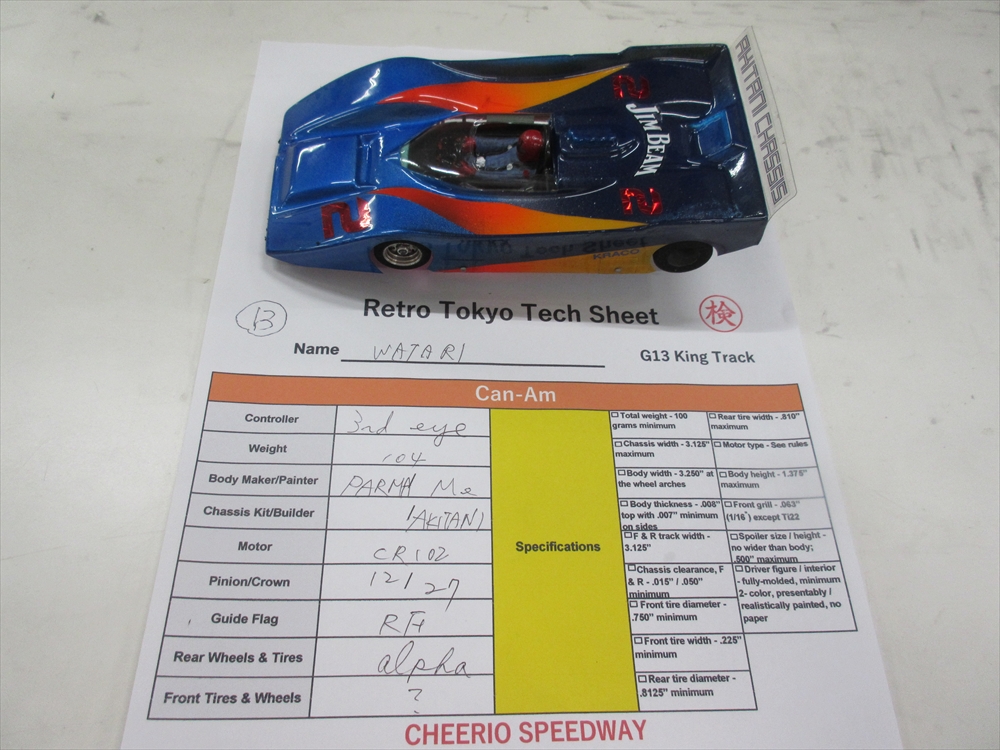 AKITANI CHASSIS
2
JIM BEAM
2
2
Tech Sheet
KRACO
13
Retro Tokyo Tech Sheet
検
Name WATARI
G13 King Track
Can-Am
Controller 3rd eye
Weight 104
Body Maker/Painter PARMA Me
Chassis Kit/Builder /AKITANI
Motor CR102
Pinion/Crown 12/27
Guide Flag
Rear Wheels & Tires alpha
Front Tires & Wheels ?
Specifications
☐ Total weight - 100
grams minimum
☐ Chassis width - 3.125"
maximum
☐ Body width - 3.250" at
the wheel arches
☐ Body thickness - .008"
top with .007" minimum
on sides
☐ F & R track width -
3.125"
☐ Chassis clearance, F
& R - .015" / .050"
minimum
☐ Front tire diameter -
.750" minimum
☐ Front tire width - .225"
minimum
☐ Rear tire diameter -
.8125" minimum
☐ Rear tire width - .810"
maximum
☐ Motor type - See rules
☐ Body height - 1.375"
maximum
☐ Front grill - .063"
(1/16") except Ti22
☐ Spoiler size / height -
no wider than body;
.500" maximum
☐ Driver figure / interior
- fully-molded, minimum
2- color, presentably /
realistically painted, no
paper
CHEERIO SPEEDWAY